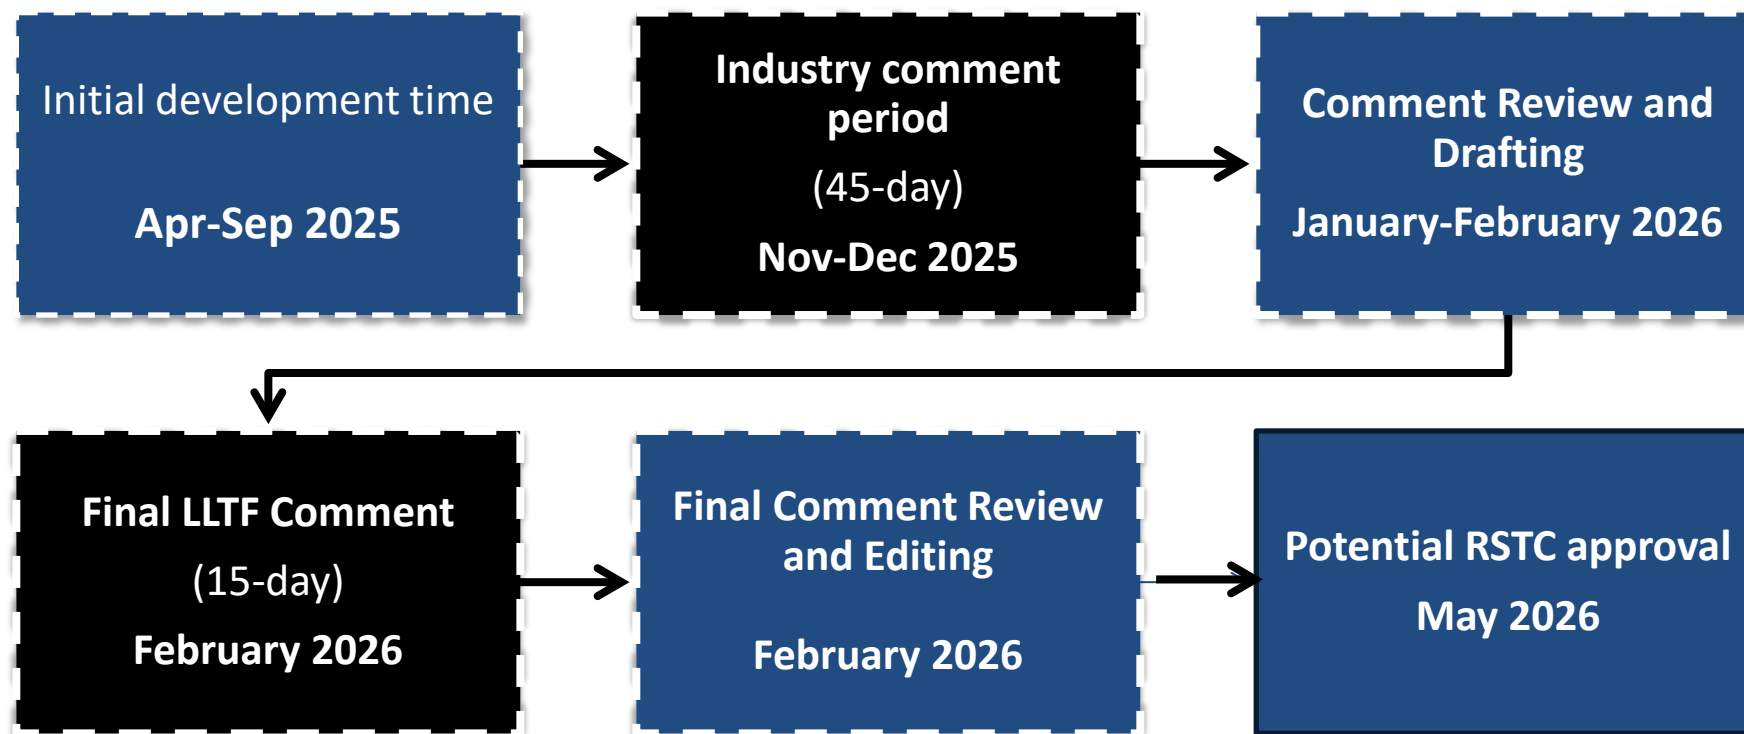 Initial development time
Apr-Sep 2025
Industry comment
period
(45-day)
Nov-Dec 2025
Comment Review and
Drafting
January-February 2026
Final LLTF Comment
(15-day)
February 2026
Final Comment Review
and Editing
February 2026
Potential RSTC approval
May 2026